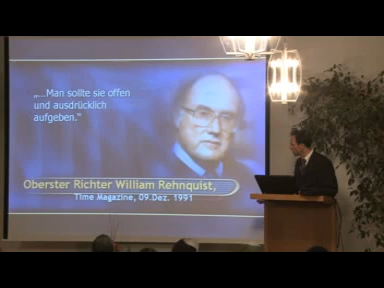 „...Man sollte sie offen
und ausdrücklich
aufgeben."
Oberster Richter William Rehnquist,
Time Magazine, 09.Dez. 1991